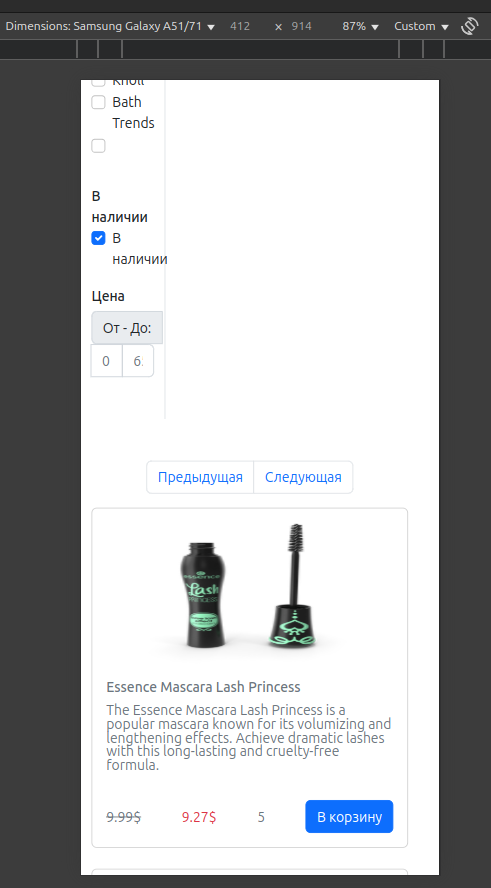 Dimensions: Samsung Galaxy A51/71 412 × 914 87% Custom
Knoll
Bath
Trends
В
наличии
В
наличии
Цена
От - До:
0 6.
Предыдущая Следующая
essence
Lash
PRINCESS
Essence Mascara Lash Princess
The Essence Mascara Lash Princess is a
popular mascara known for its volumizing and
lengthening effects. Achieve dramatic lashes
with this long-lasting and cruelty-free
formula.
9.99$ 9.27$ 5 В корзину